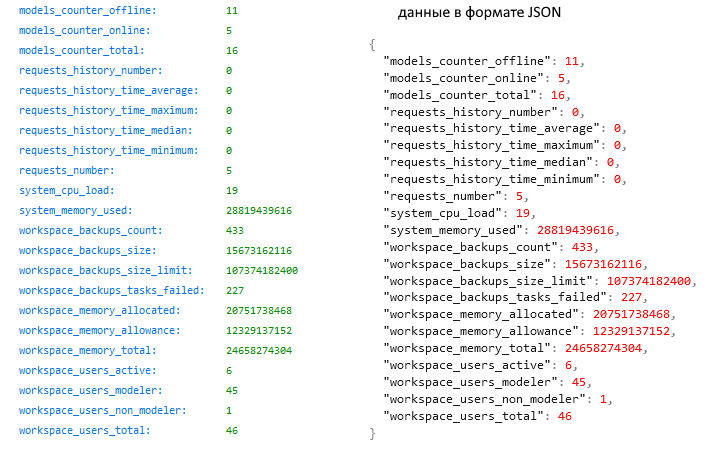 models_counter_offline: 11
models_counter_online: 5
models_counter_total: 16
requests_history_number: 0
requests_history_time_average: 0
requests_history_time_maximum: 0
requests_history_time_median: 0
requests_history_time_minimum: 0
requests_number: 5
system_cpu_load: 19
system_memory_used: 28819439616
workspace_backups_count: 433
workspace_backups_size: 15673162116
workspace_backups_size_limit: 107374182400
workspace_backups_tasks_failed: 227
workspace_memory_allocated: 20751738468
workspace_memory_allowance: 12329137152
workspace_memory_total: 24658274304
workspace_users_active: 6
workspace_users_modeler: 45
workspace_users_non_modeler: 1
workspace_users_total: 46
данные в формате JSON
{
"models_counter_offline": 11,
"models_counter_online": 5,
"models_counter_total": 16,
"requests_history_number": 0,
"requests_history_time_average": 0,
"requests_history_time_maximum": 0,
"requests_history_time_median": 0,
"requests_history_time_minimum": 0,
"requests_number": 5,
"system_cpu_load": 19,
"system_memory_used": 28819439616,
"workspace_backups_count": 433,
"workspace_backups_size": 15673162116,
"workspace_backups_size_limit": 107374182400,
"workspace_backups_tasks_failed": 227,
"workspace_memory_allocated": 20751738468,
"workspace_memory_allowance": 12329137152,
"workspace_memory_total": 24658274304,
"workspace_users_active": 6,
"workspace_users_modeler": 45,
"workspace_users_non_modeler": 1,
"workspace_users_total": 46
}